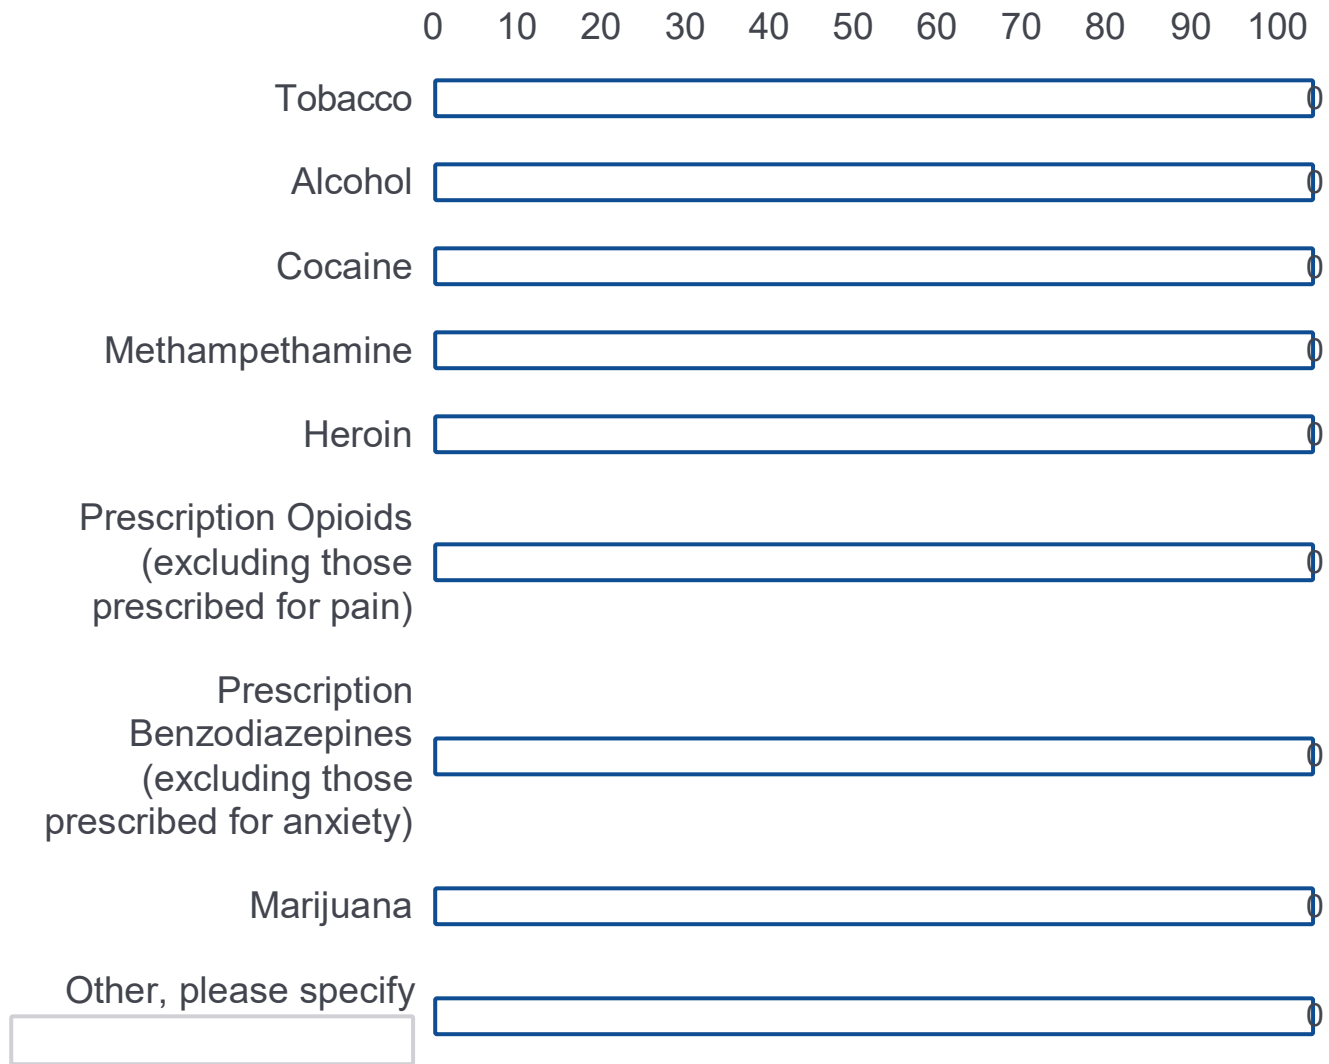 0 10 20 30 40 50 60 70 80 90 100
Tobacco 0
Alcohol 0
Cocaine 0
Methampethamine 0
Heroin 0
Prescription Opioids
(excluding those 0
prescribed for pain)
Prescription
Benzodiazepines
(excluding those 0
prescribed for anxiety)
Marijuana 0
Other, please specify 0